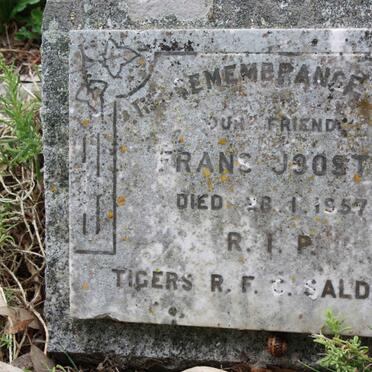 IN REMEMBRANCE
OUR FRIEND
FRANS JOOST
DIED 28.1.1957
R.I.P.
TIGERS R.F.C. SALD